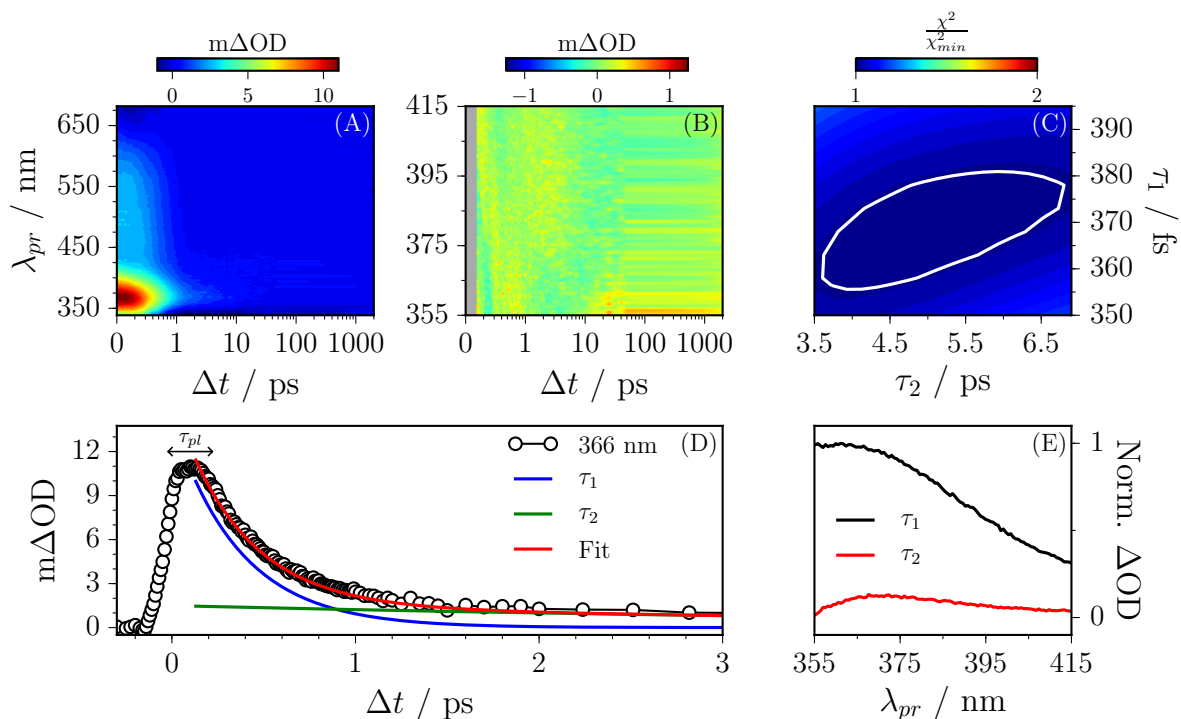 mΔOD
0 5 10
(A)
650
550
450
350
λpr / nm
0 1 10 100 1000
Δt / ps
mΔOD
−1 0 1
(B)
415
395
375
355
0 1 10 100 1000
Δt / ps
χ²/χ²min
1 2
(C)
390
380
370
360
350
τ1 / fs
3.5 4.5 5.5 6.5
τ2 / ps
(D)
τpl
366 nm
τ1
τ2
Fit
12
9
6
3
0
mΔOD
0 1 2 3
Δt / ps
(E)
τ1
τ2
1
0
Norm. ΔOD
355 375 395 415
λpr / nm